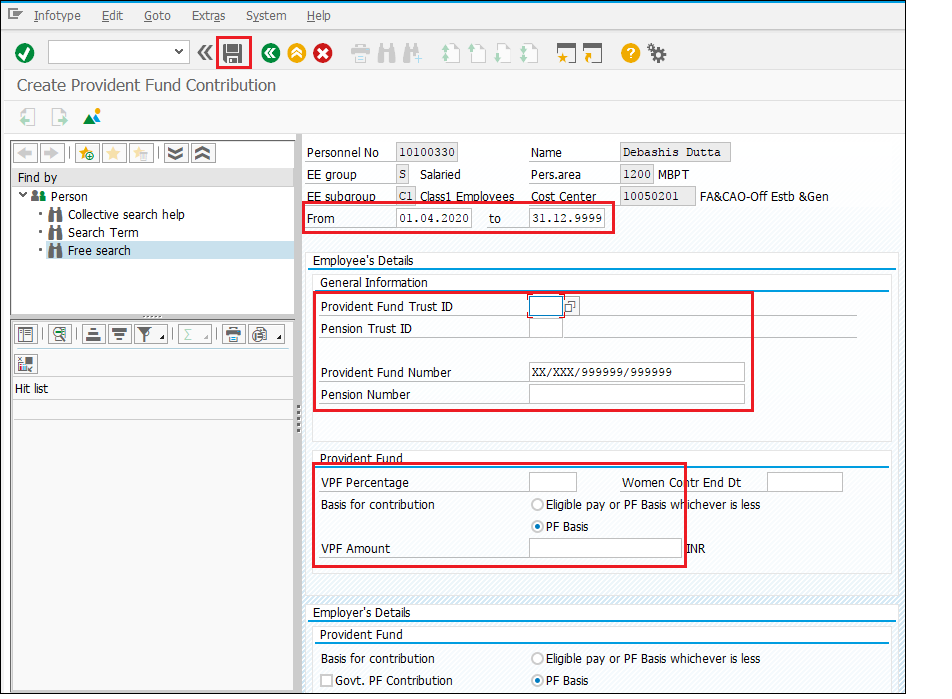 Infotype Edit Goto Extras System Help
Create Provident Fund Contribution
Find by
Person
Collective search help
Search Term
Free search
Hit list
Personnel No 10100330 Name Debashis Dutta
EE group S Salaried Pers.area 1200 MBPT
EE subgroup C1 Class1 Employees Cost Center 10050201 FA&CAO-Off Estb &Gen
From 01.04.2020 to 31.12.9999
Employee's Details
General Information
Provident Fund Trust ID
Pension Trust ID
Provident Fund Number XX/XXX/999999/999999
Pension Number
Provident Fund
VPF Percentage Women Contr End Dt
Basis for contribution Eligible pay or PF Basis whichever is less
PF Basis
VPF Amount INR
Employer's Details
Provident Fund
Basis for contribution Eligible pay or PF Basis whichever is less
Govt. PF Contribution PF Basis